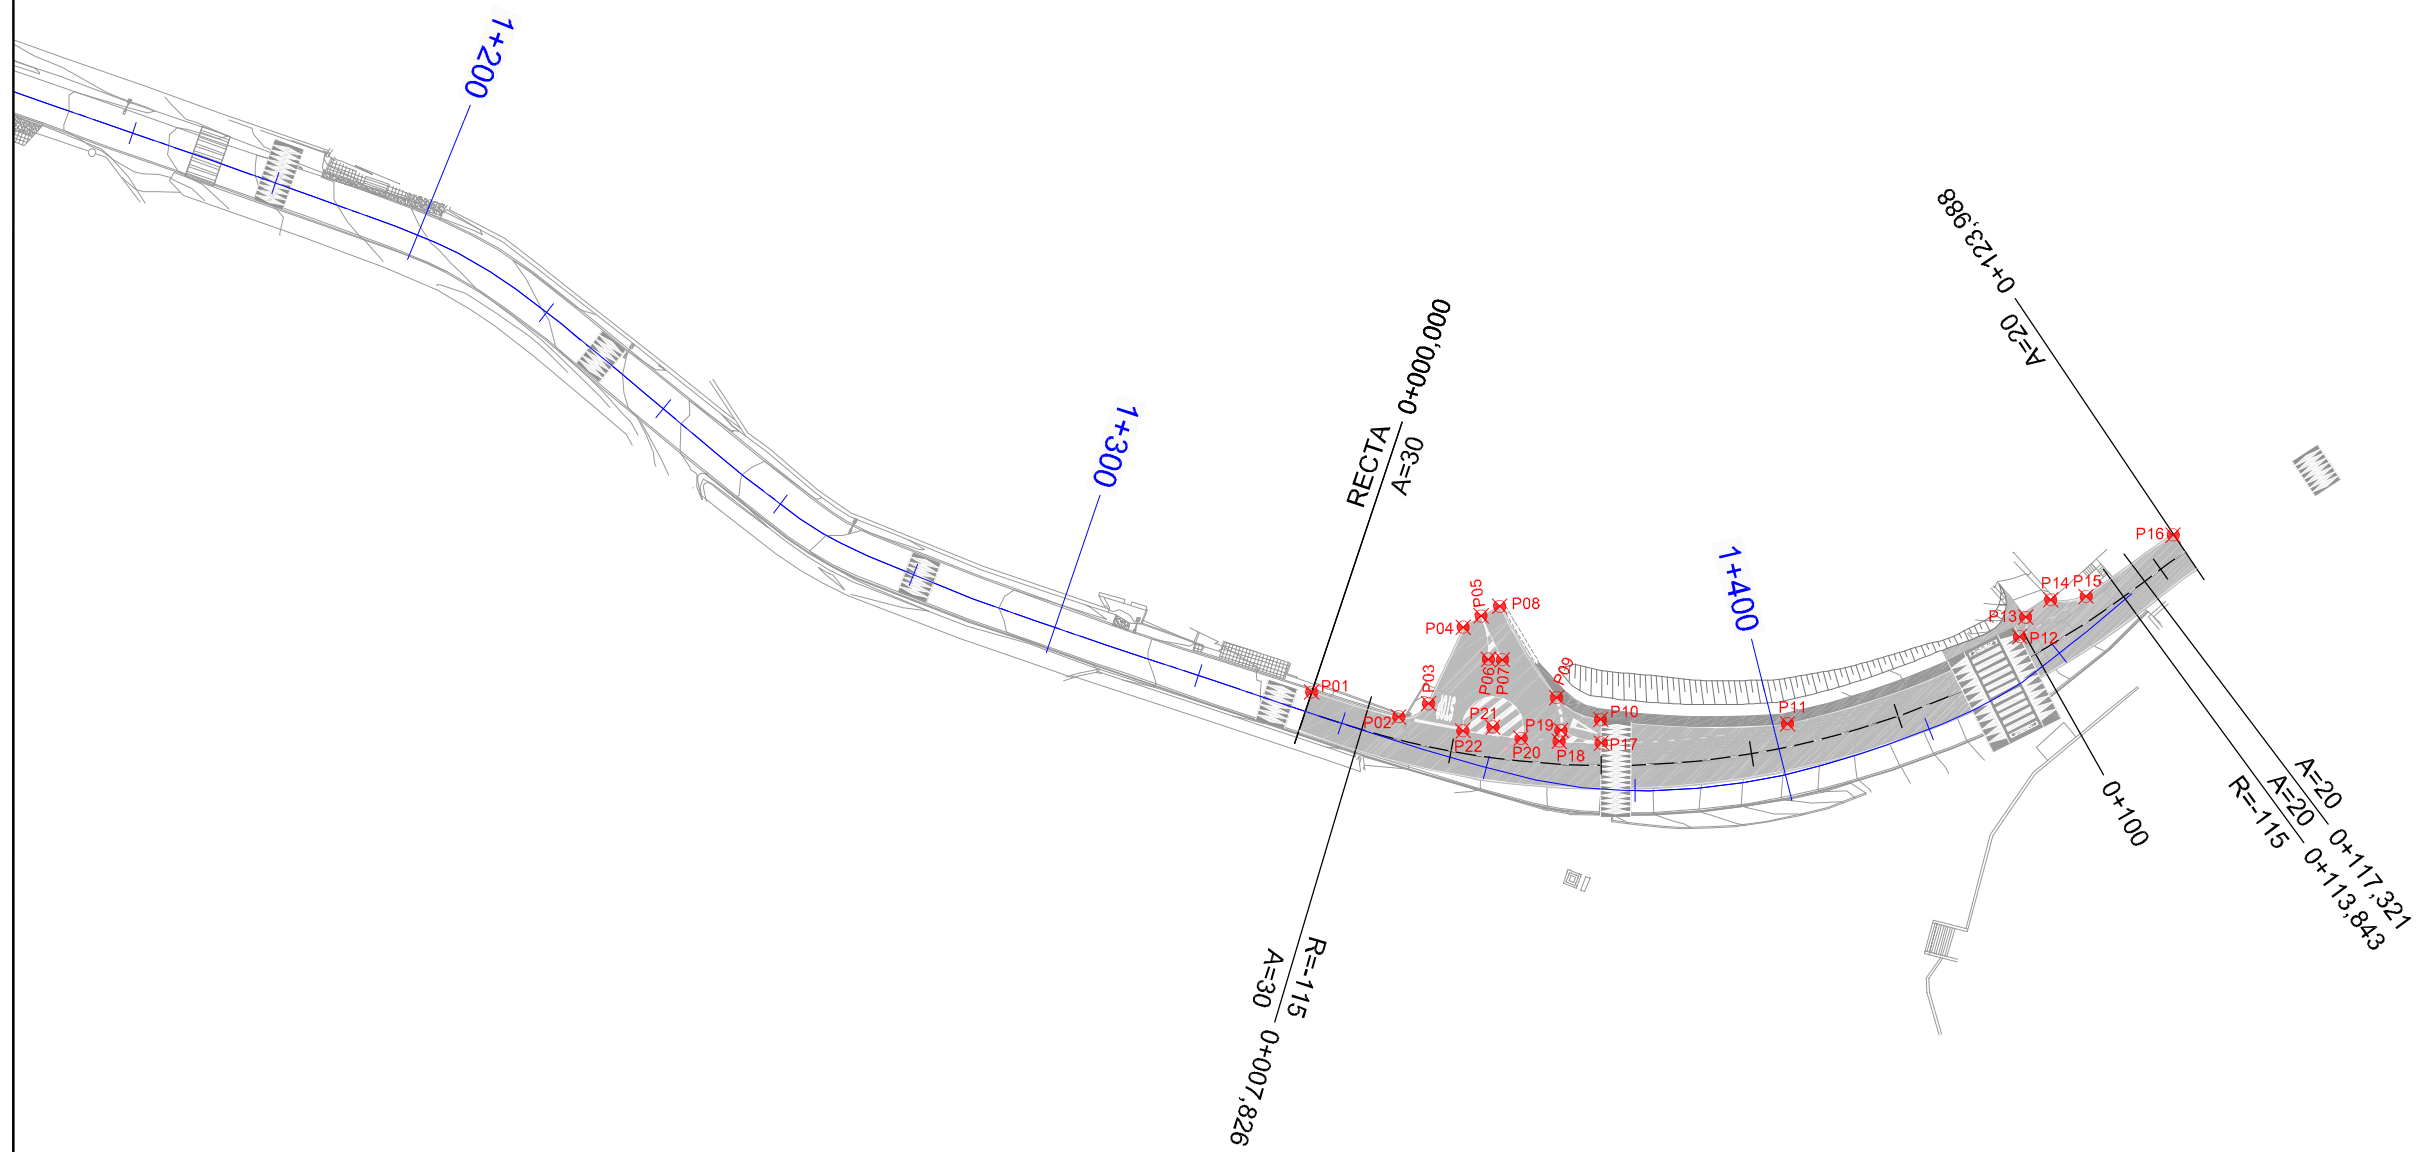 1+200
1+300
RECTA 0+000,000
A=30
1+400
0+123,988
A=20
P16
P05
P08
P04
P03
P06
P07
P09
P01
P02
P21
P22
P20
P19
P18
P10
P17
P11
P14
P15
P13
P12
STOP
0+100
A=20
0+117,321
A=20
R=-115
0+113,843
R=-115
A=30
0+007,826